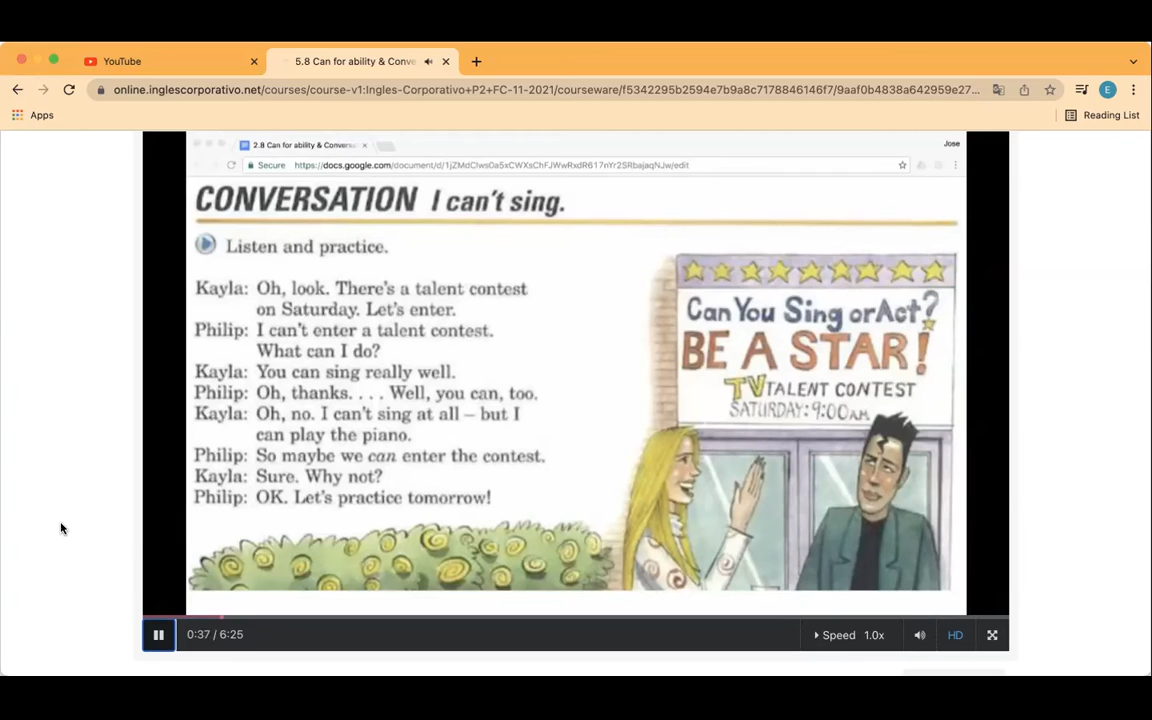 YouTube
5.8 Can for ability & Conve
online.inglescorporativo.net/courses/course-v1:Ingles-Corporativo+P2+FC-11-2021/courseware/f5342295b2594e7b9a8c7178846146f7/9aaf0b4838a642959e27...
E
Apps
Reading List
2.8 Can for ability & Conversa
Jose
Secure
CONVERSATION I can't sing.
Listen and practice.
Kayla: Oh, look. There's a talent contest
on Saturday. Let's enter.
Philip: I can't enter a talent contest.
What can I do?
Kayla: You can sing really well.
Philip: Oh, thanks. . . . Well, you can, too.
Kayla: Oh, no. I can't sing at all – but I
can play the piano.
Philip: So maybe we can enter the contest.
Kayla: Sure. Why not?
Philip: OK. Let's practice tomorrow!
Can You Sing or Act?
BE A STAR!
TV TALENT CONTEST
SATURDAY: 9:00 AM
0:37 / 6:25
Speed 1.0x
HD